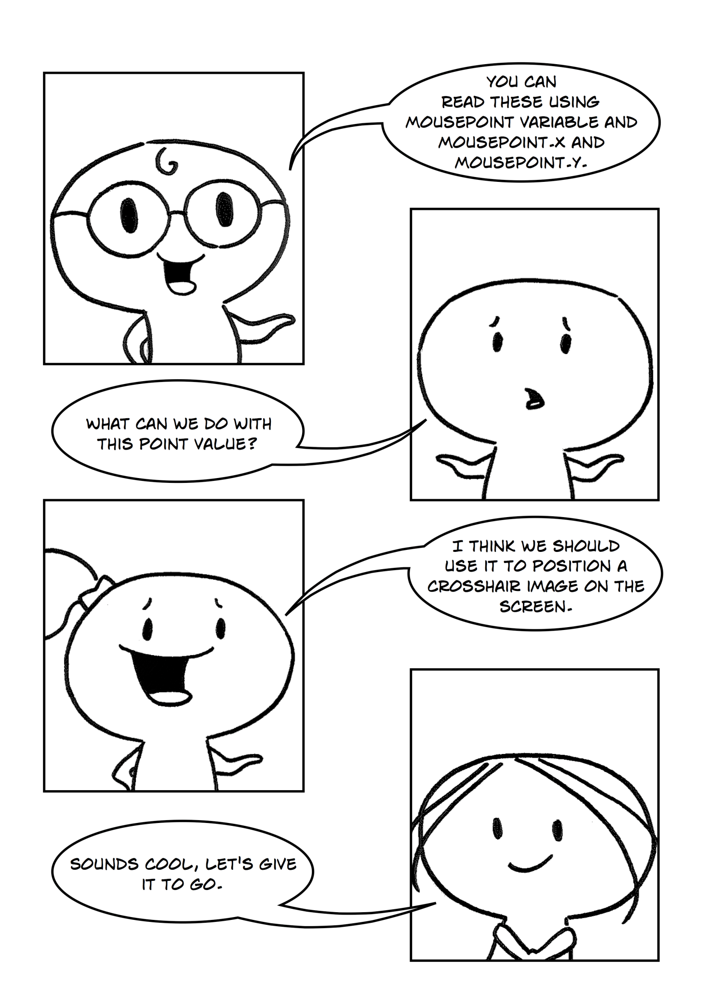 YOU CAN
READ THESE USING
MOUSEPOINT VARIABLE AND
MOUSEPOINT.X AND
MOUSEPOINT.Y.
WHAT CAN WE DO WITH
THIS POINT VALUE?
I THINK WE SHOULD
USE IT TO POSITION A
CROSSHAIR IMAGE ON THE
SCREEN.
SOUNDS COOL, LET'S GIVE
IT TO GO.